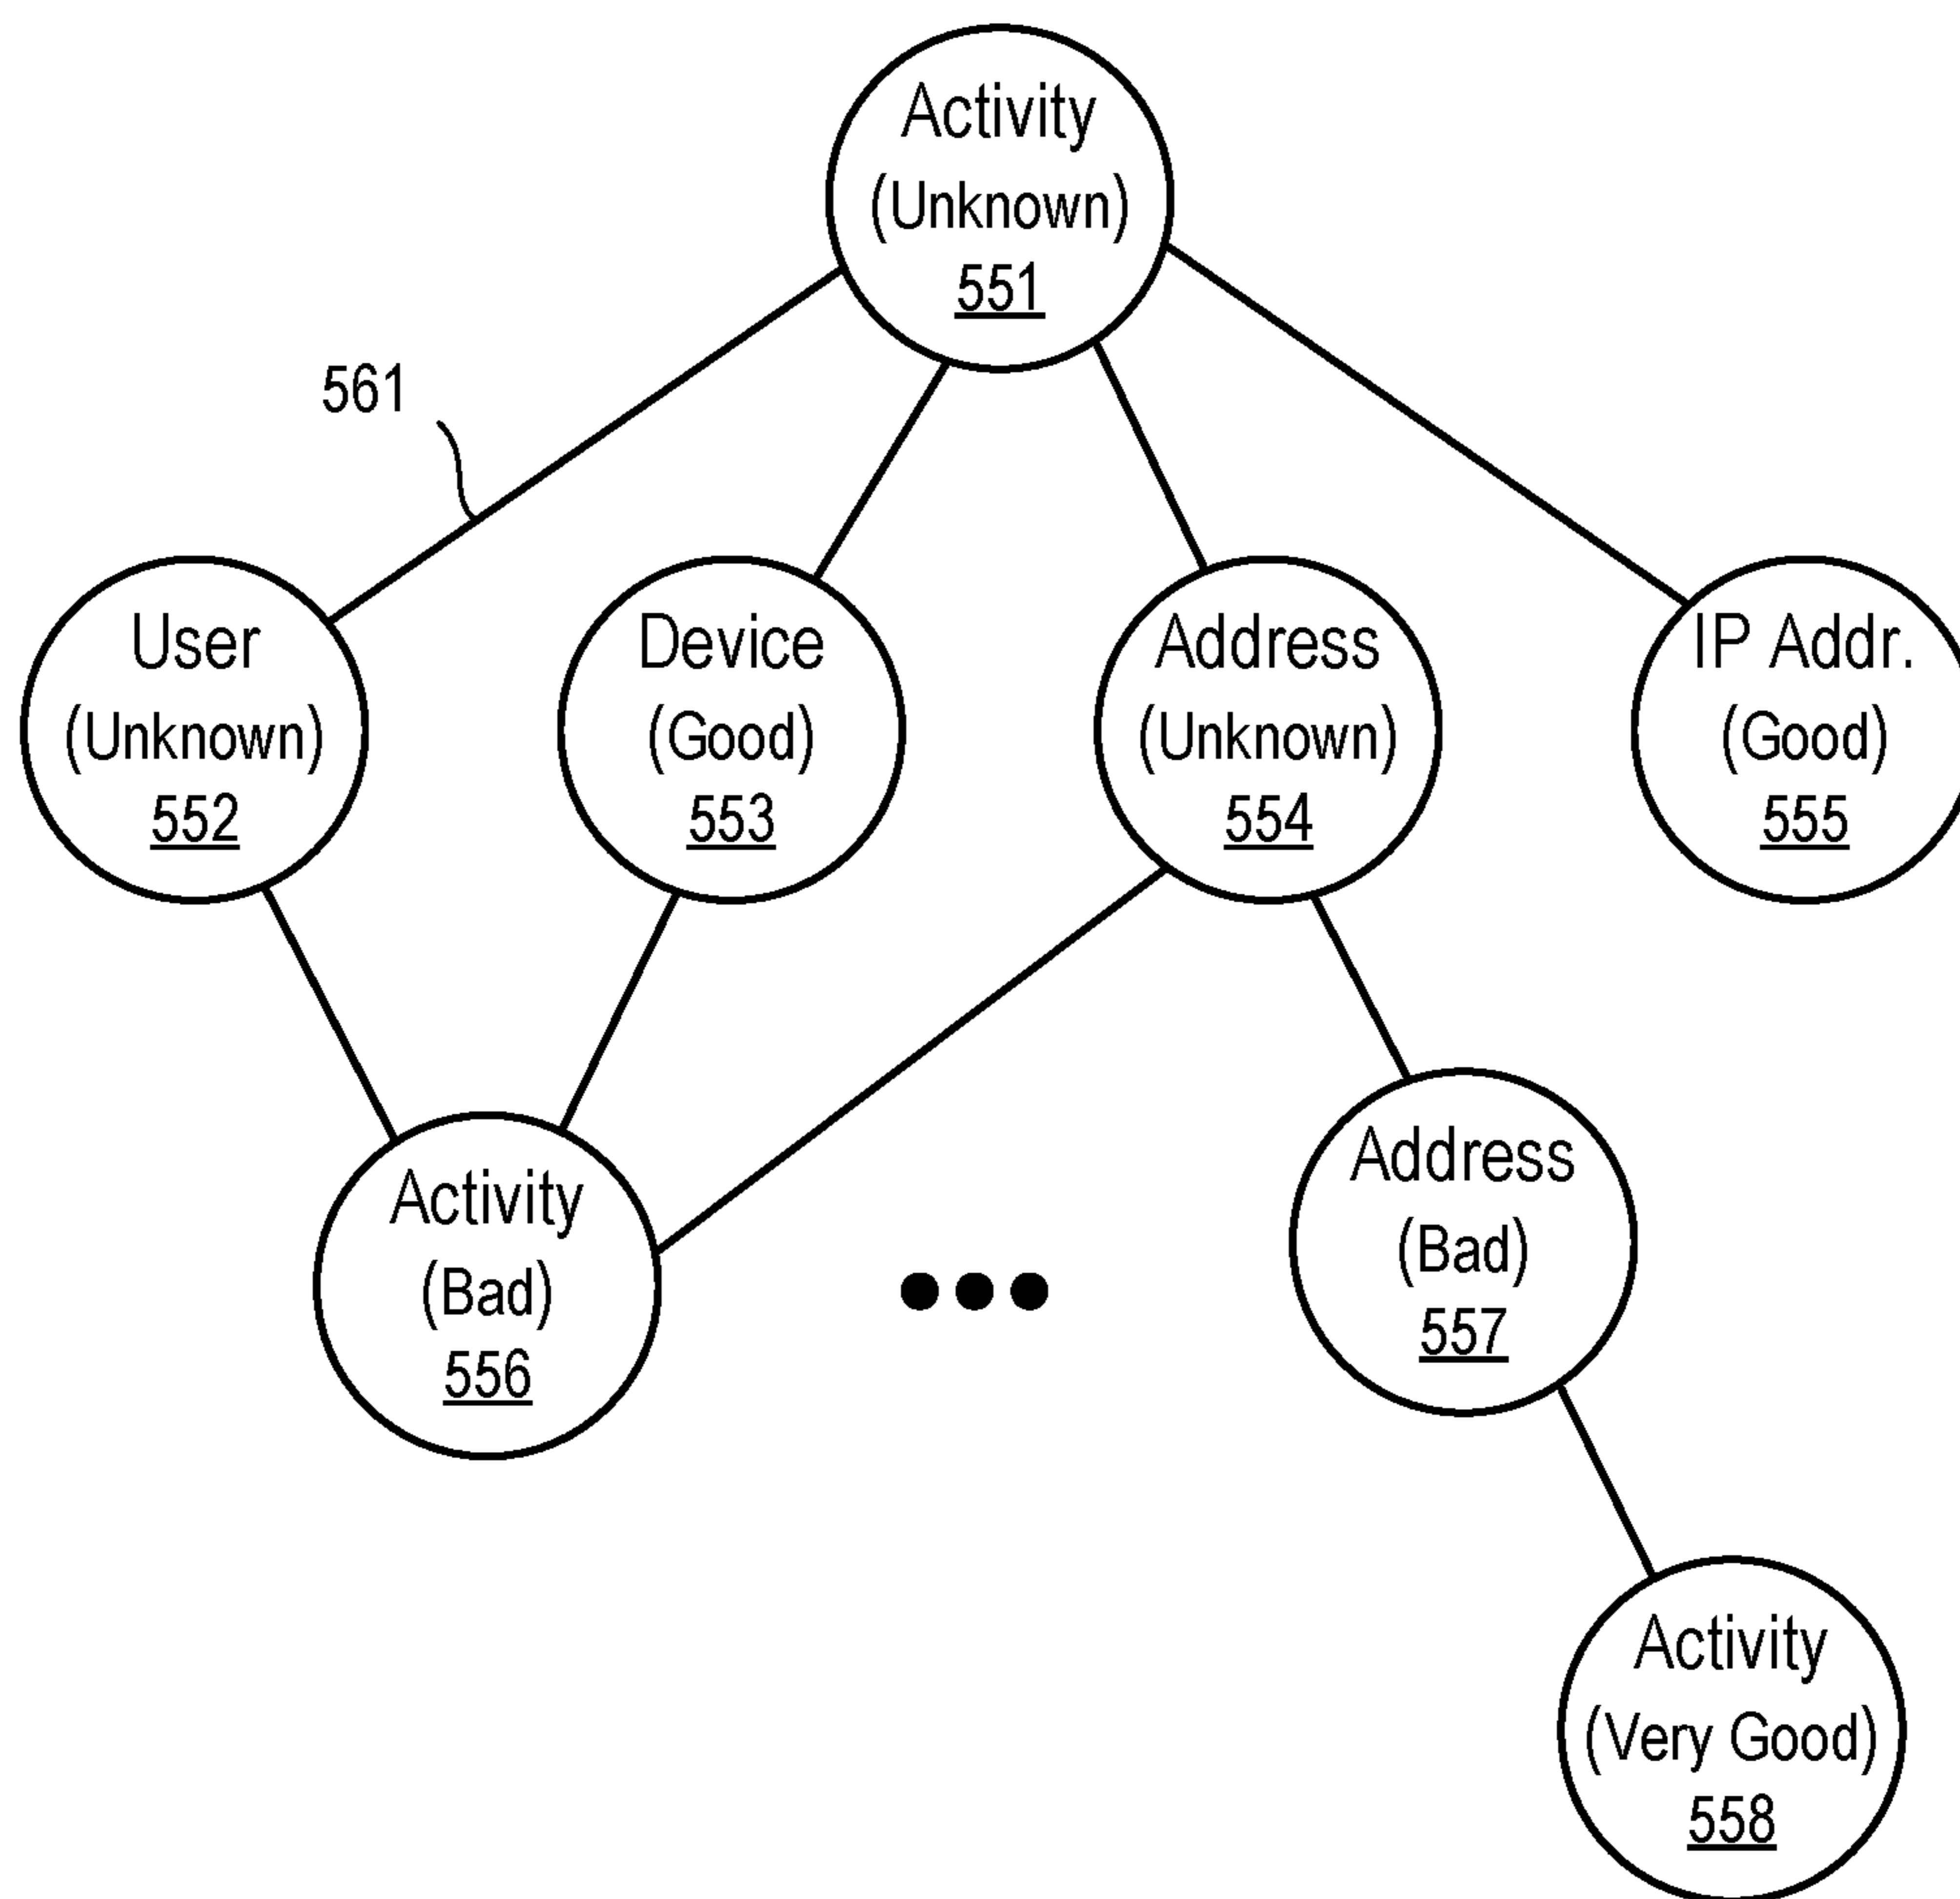 Activity
(Unknown)
551
561
User
(Unknown)
552
Device
(Good)
553
Address
(Unknown)
554
IP Addr.
(Good)
555
Activity
(Bad)
556
Address
(Bad)
557
Activity
(Very Good)
558